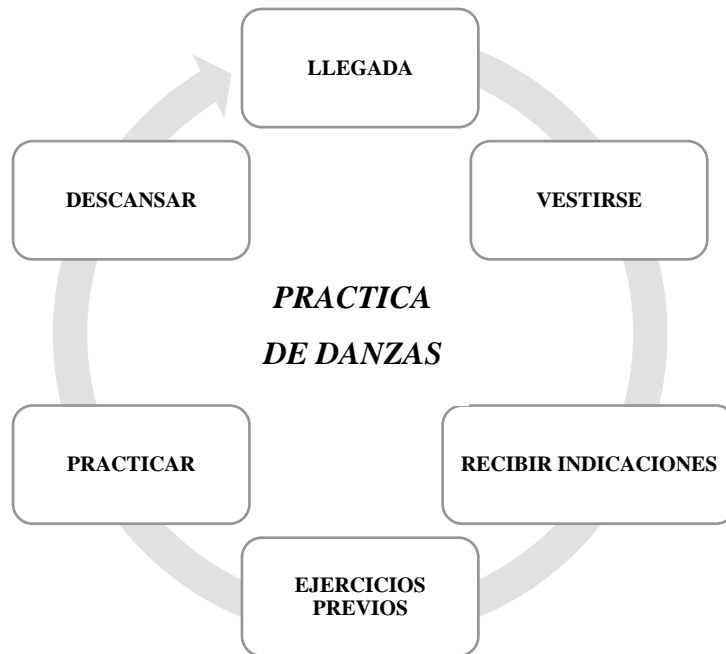 LLEGADA
VESTIRSE
RECIBIR INDICACIONES
EJERCICIOS
PREVIOS
PRACTICAR
DESCANSAR
PRACTICA
DE DANZAS